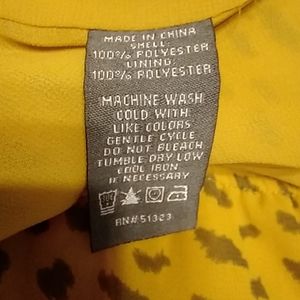 MADE IN CHINA
SHELL:
100% POLYESTER
LINING:
100% POLYESTER
MACHINE WASH
COLD WITH
LIKE COLORS
GENTLE CYCLE
DO NOT BLEACH
TUMBLE DRY LOW
COOL IRON
IF NECESSARY
RN#51323